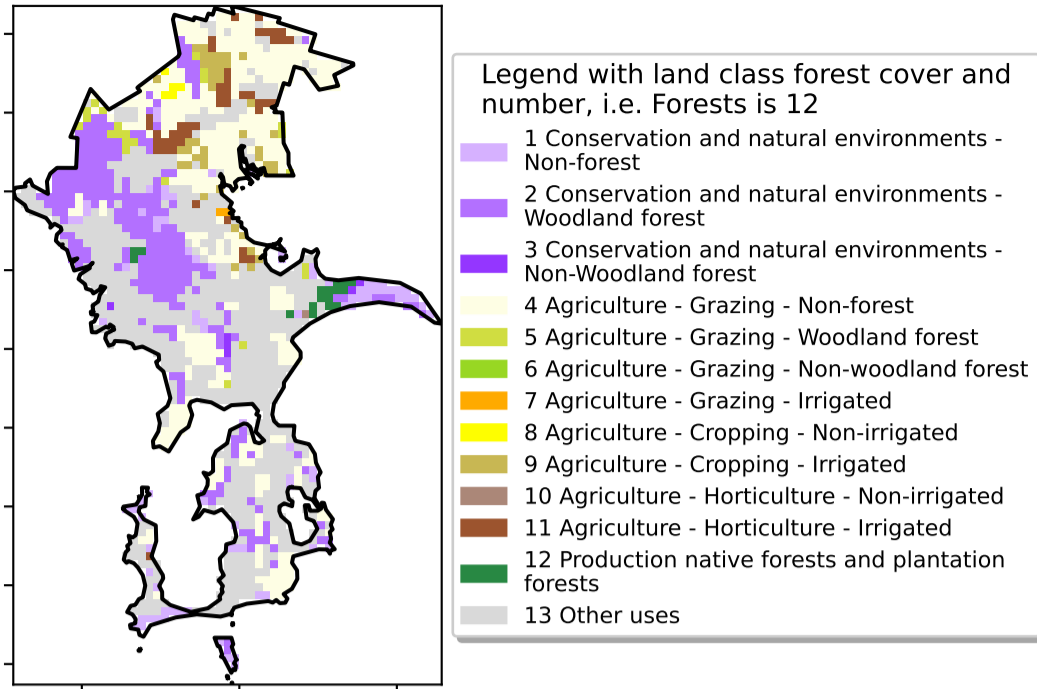 Legend with land class forest cover and
number, i.e. Forests is 12
1 Conservation and natural environments -
Non-forest
2 Conservation and natural environments -
Woodland forest
3 Conservation and natural environments -
Non-Woodland forest
4 Agriculture - Grazing - Non-forest
5 Agriculture - Grazing - Woodland forest
6 Agriculture - Grazing - Non-woodland forest
7 Agriculture - Grazing - Irrigated
8 Agriculture - Cropping - Non-irrigated
9 Agriculture - Cropping - Irrigated
10 Agriculture - Horticulture - Non-irrigated
11 Agriculture - Horticulture - Irrigated
12 Production native forests and plantation
forests
13 Other uses